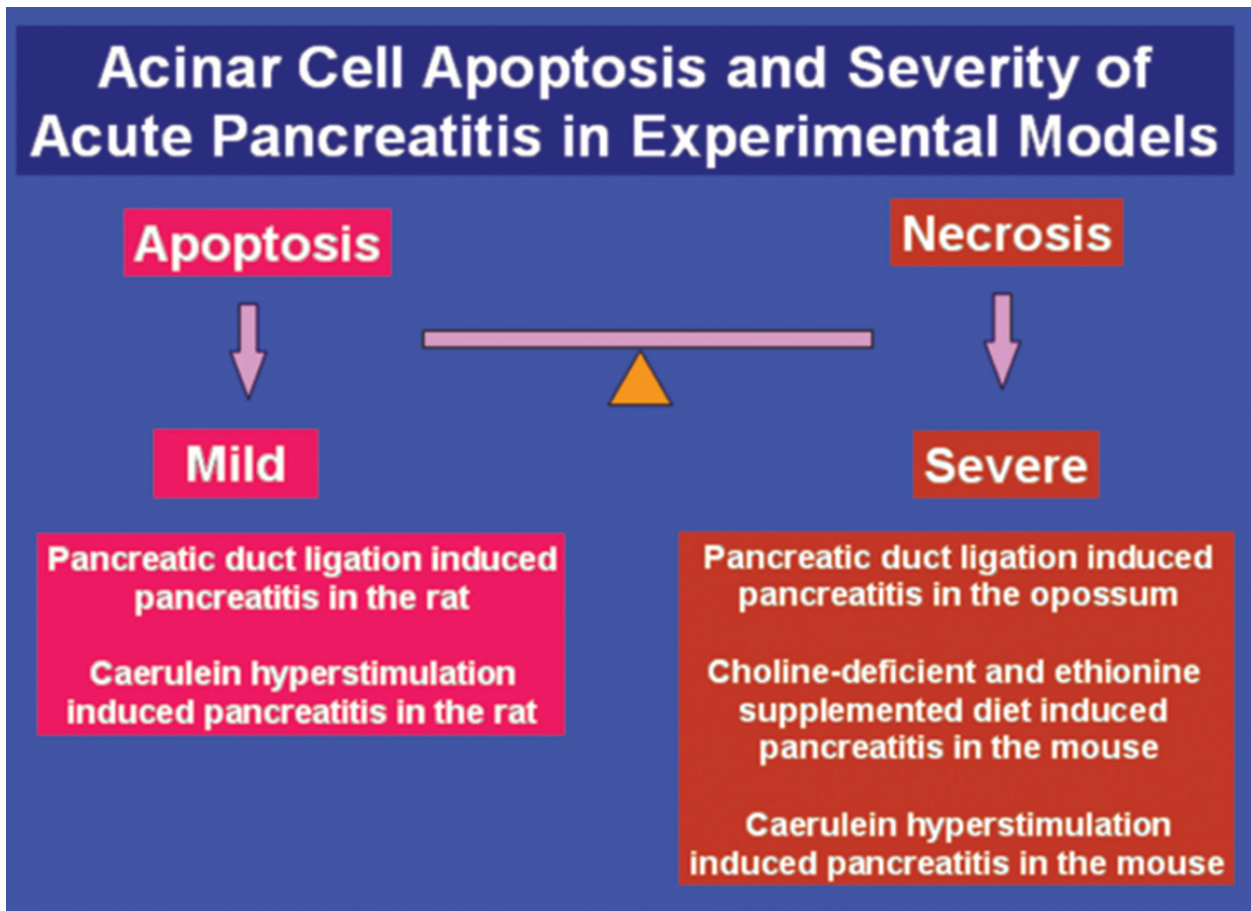 Acinar Cell Apoptosis and Severity of
Acute Pancreatitis in Experimental Models
Apoptosis
Necrosis
Mild
Severe
Pancreatic duct ligation induced
pancreatitis in the rat
Caerulein hyperstimulation
induced pancreatitis in the rat
Pancreatic duct ligation induced
pancreatitis in the opossum
Choline-deficient and ethionine
supplemented diet induced
pancreatitis in the mouse
Caerulein hyperstimulation
induced pancreatitis in the mouse